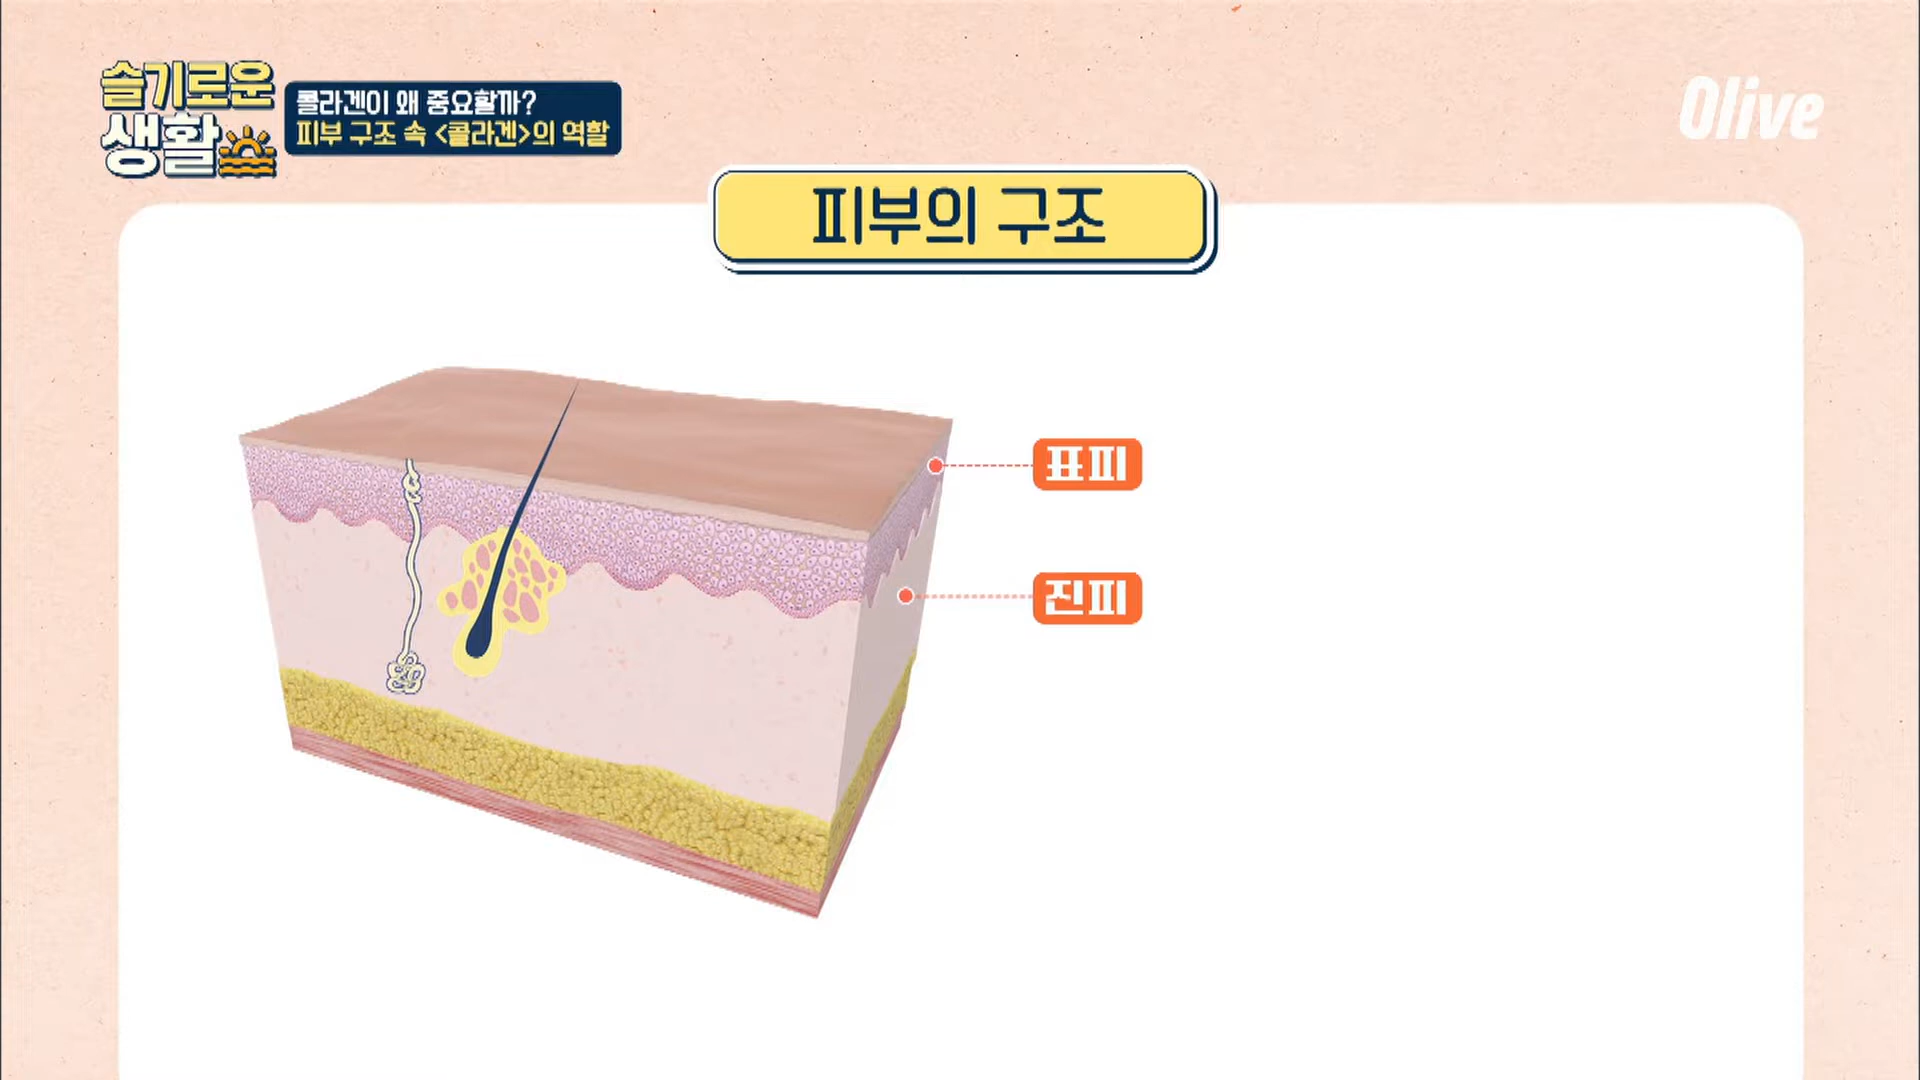 슬기로운
생활
콜라겐이 왜 중요할까?
피부 구조 속 <콜라겐>의 역할
Olive
피부의 구조
표피
진피